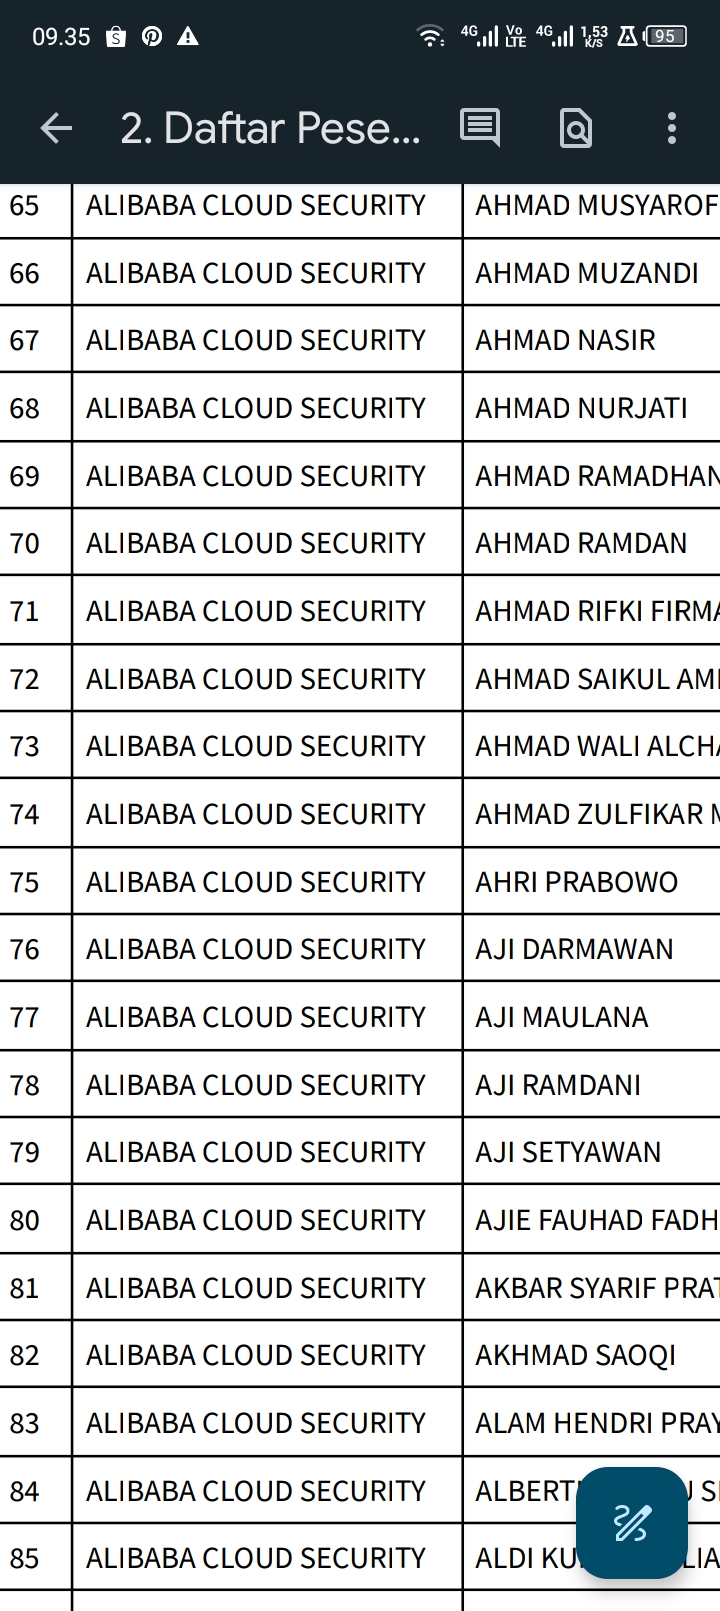 09.35 4G Vo LTE 4G 1,53 K/S 95
2. Daftar Pese...
65 ALIBABA CLOUD SECURITY AHMAD MUSYAROF
66 ALIBABA CLOUD SECURITY AHMAD MUZANDI
67 ALIBABA CLOUD SECURITY AHMAD NASIR
68 ALIBABA CLOUD SECURITY AHMAD NURJATI
69 ALIBABA CLOUD SECURITY AHMAD RAMADHAN
70 ALIBABA CLOUD SECURITY AHMAD RAMDAN
71 ALIBABA CLOUD SECURITY AHMAD RIFKI FIRMA
72 ALIBABA CLOUD SECURITY AHMAD SAIKUL AMI
73 ALIBABA CLOUD SECURITY AHMAD WALI ALCHA
74 ALIBABA CLOUD SECURITY AHMAD ZULFIKAR M
75 ALIBABA CLOUD SECURITY AHRI PRABOWO
76 ALIBABA CLOUD SECURITY AJI DARMAWAN
77 ALIBABA CLOUD SECURITY AJI MAULANA
78 ALIBABA CLOUD SECURITY AJI RAMDANI
79 ALIBABA CLOUD SECURITY AJI SETYAWAN
80 ALIBABA CLOUD SECURITY AJIE FAUHAD FADH
81 ALIBABA CLOUD SECURITY AKBAR SYARIF PRAT
82 ALIBABA CLOUD SECURITY AKHMAD SAOQI
83 ALIBABA CLOUD SECURITY ALAM HENDRI PRAY
84 ALIBABA CLOUD SECURITY
85 ALIBABA CLOUD SECURITY ALDI